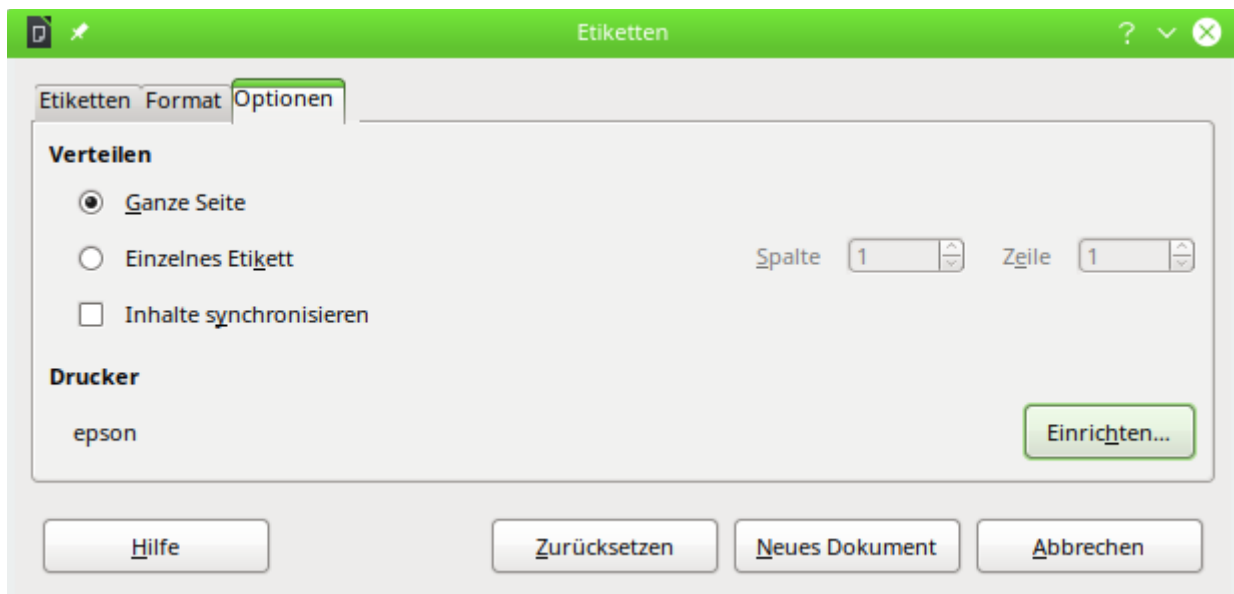 Etiketten
?
Etiketten Format Optionen
Verteilen
Ganze Seite
Einzelnes Etikett Spalte 1 Zeile 1
Inhalte synchronisieren
Drucker
epson Einrichten...
Hilfe Zurücksetzen Neues Dokument Abbrechen